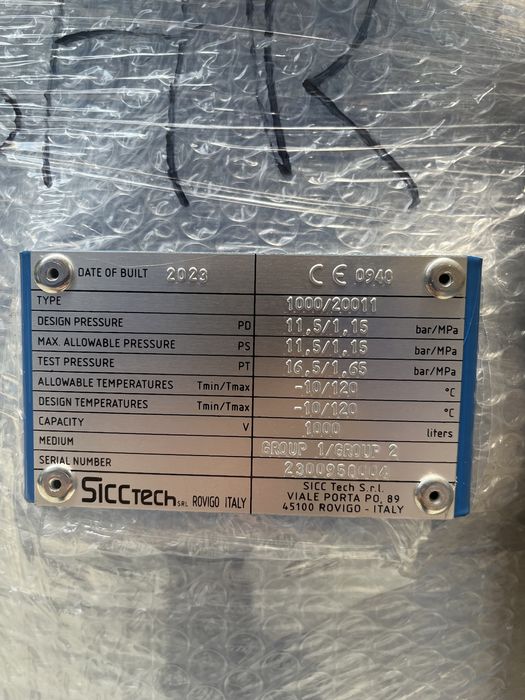 DATE OF BUILT 2023 CE 0940
TYPE 1000/20011
DESIGN PRESSURE PD 11,5/1,15 bar/MPa
MAX. ALLOWABLE PRESSURE PS 11,5/1,15 bar/MPa
TEST PRESSURE PT 16,5/1,65 bar/MPa
ALLOWABLE TEMPERATURES Tmin/Tmax -10/120 °C
DESIGN TEMPERATURES Tmin/Tmax -10/120 °C
CAPACITY V 1000 liters
MEDIUM GROUP 1/GROUP 2
SERIAL NUMBER 2300950004
SICCTECH SRL ROVIGO ITALY
SICC Tech S.r.l.
VIALE PORTA PO, 89
45100 ROVIGO - ITALY